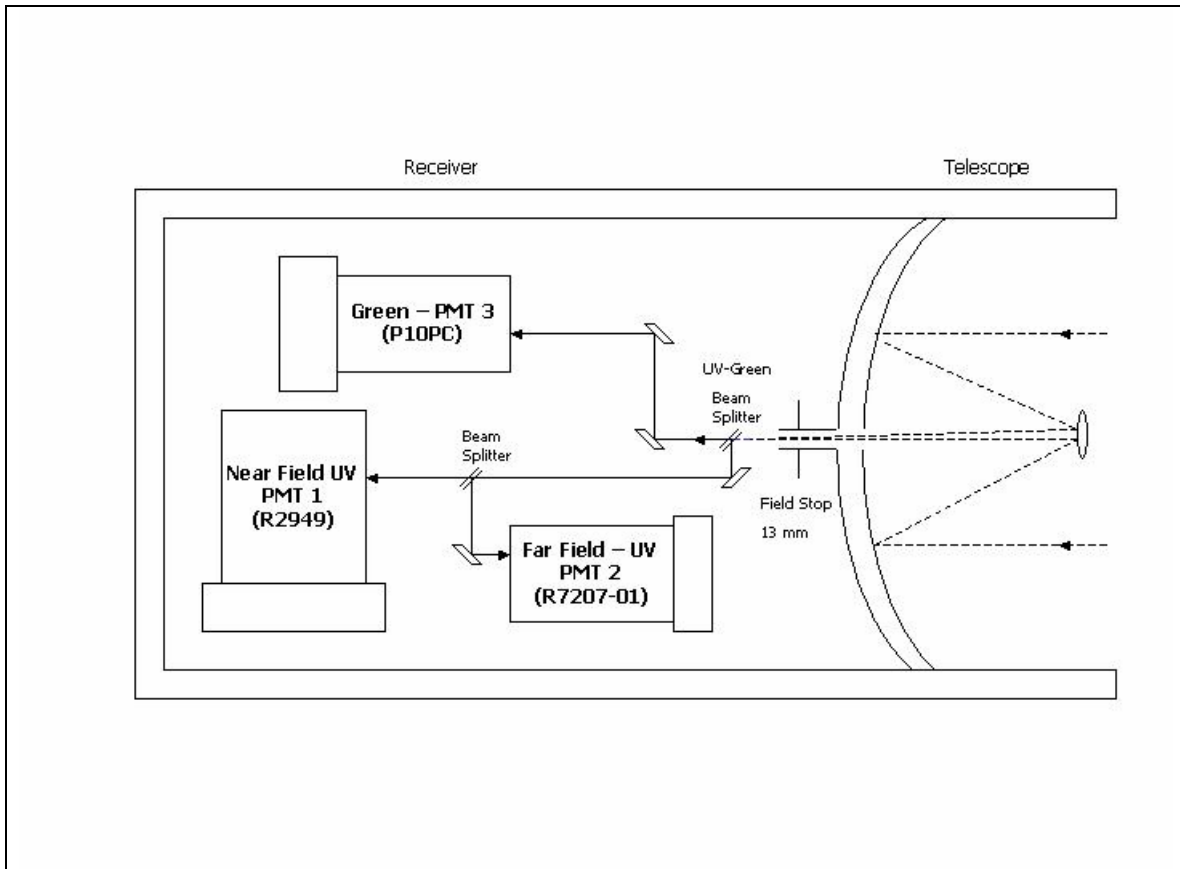 Receiver
Telescope
Green – PMT 3
(P10PC)
UV-Green
Beam
Splitter
Beam
Splitter
Near Field UV
PMT 1
(R2949)
Field Stop
13 mm
Far Field – UV
PMT 2
(R7207-01)